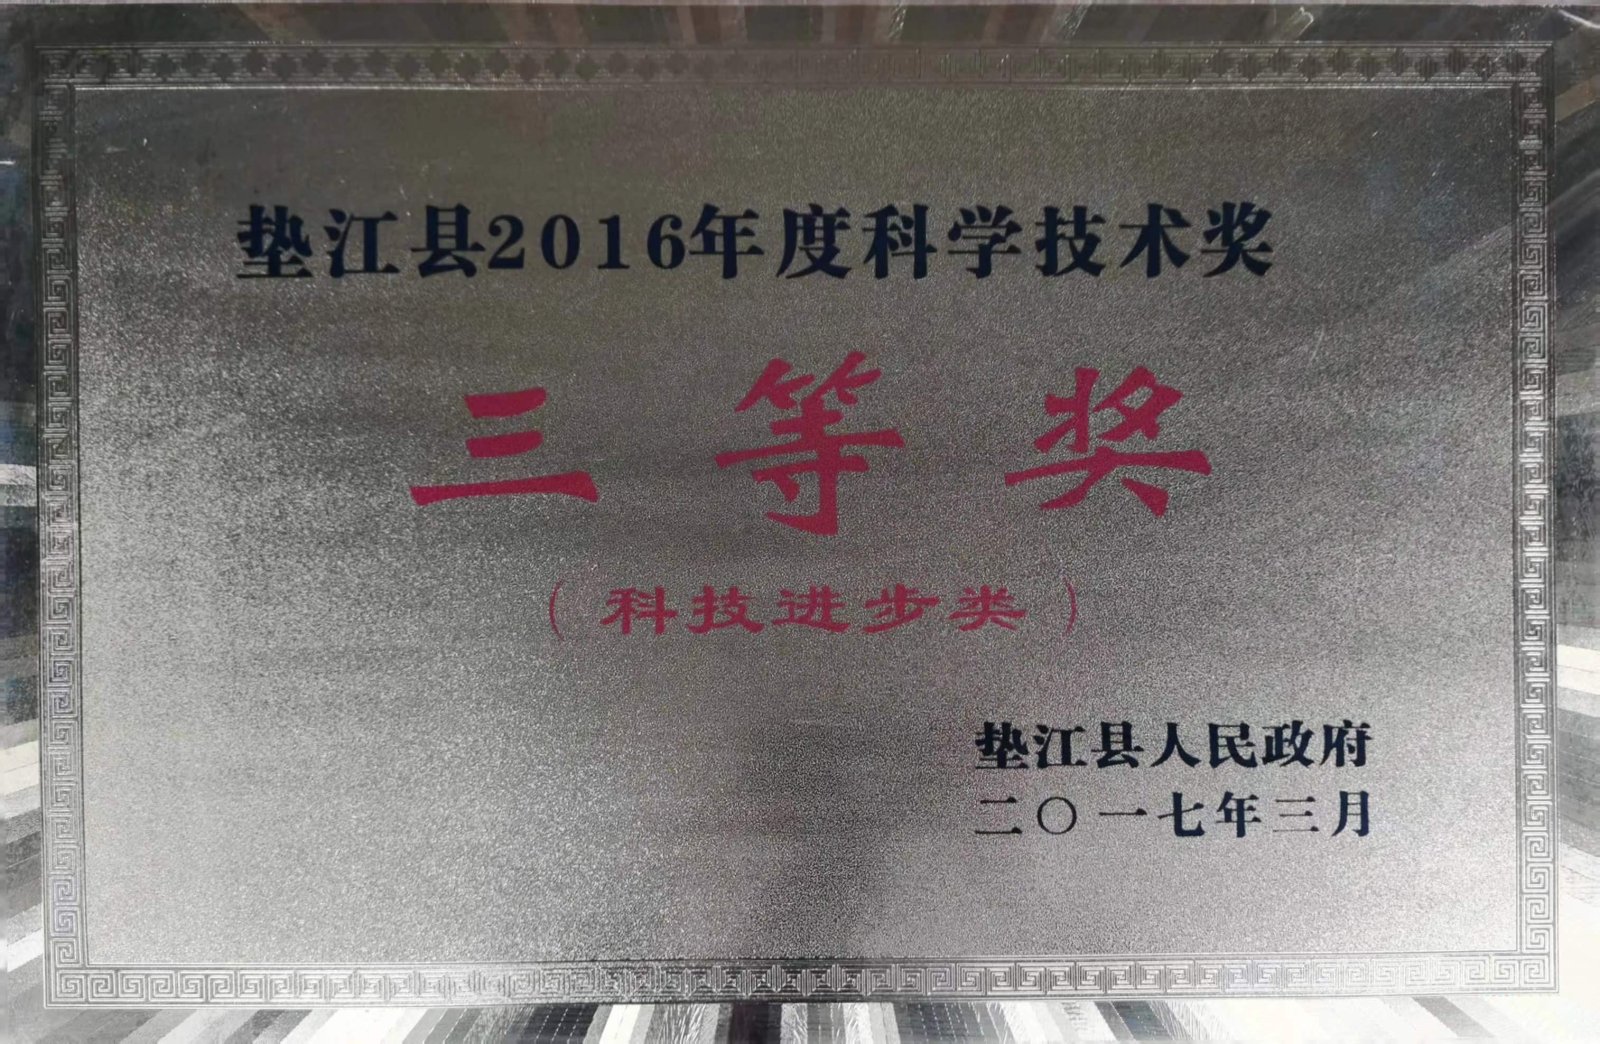 垫江县2016年度科学技术奖
三等奖
（科技进步类）
垫江县人民政府
二〇一七年三月